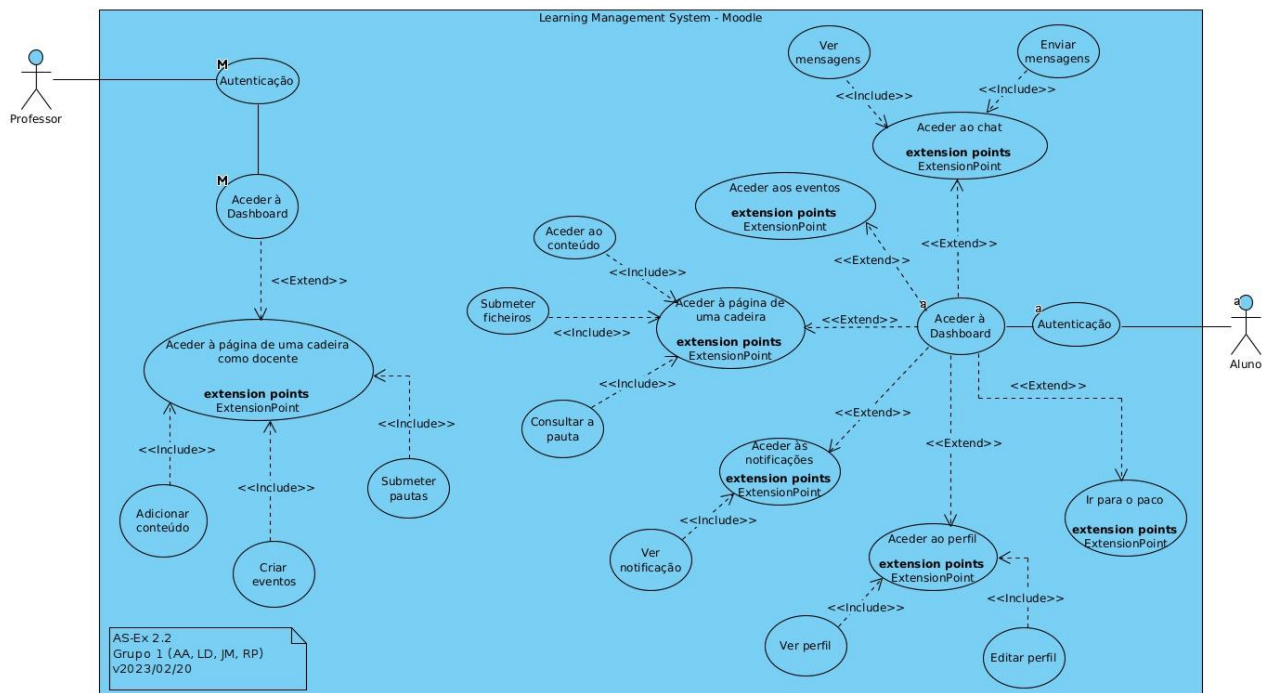 Learning Management System - Moodle
Professor
M
Autenticação
M
Aceder à
Dashboard
<<Extend>>
Aceder à página de uma cadeira
como docente
extension points
ExtensionPoint
<<Include>>
<<Include>>
<<Include>>
Adicionar
conteúdo
Criar
eventos
Submeter
pautas
AS-Ex 2.2
Grupo 1 (AA, LD, JM, RP)
v2023/02/20
Ver
mensagens
Enviar
mensagens
<<Include>>
<<Include>>
Aceder ao chat
extension points
ExtensionPoint
Aceder aos eventos
extension points
ExtensionPoint
<<Extend>>
<<Extend>>
Aceder ao
conteúdo
<<Include>>
Submeter
ficheiros
<<Include>>
Aceder à página de
uma cadeira
extension points
ExtensionPoint
<<Extend>>
a
Aceder à
Dashboard
a
Autenticação
a
Aluno
<<Include>>
Consultar a
pauta
<<Extend>>
<<Extend>>
<<Extend>>
Aceder às
notificações
extension points
ExtensionPoint
<<Include>>
Ver
notificação
Ir para o paco
extension points
ExtensionPoint
Aceder ao perfil
extension points
ExtensionPoint
<<Include>>
<<Include>>
Ver perfil
Editar perfil